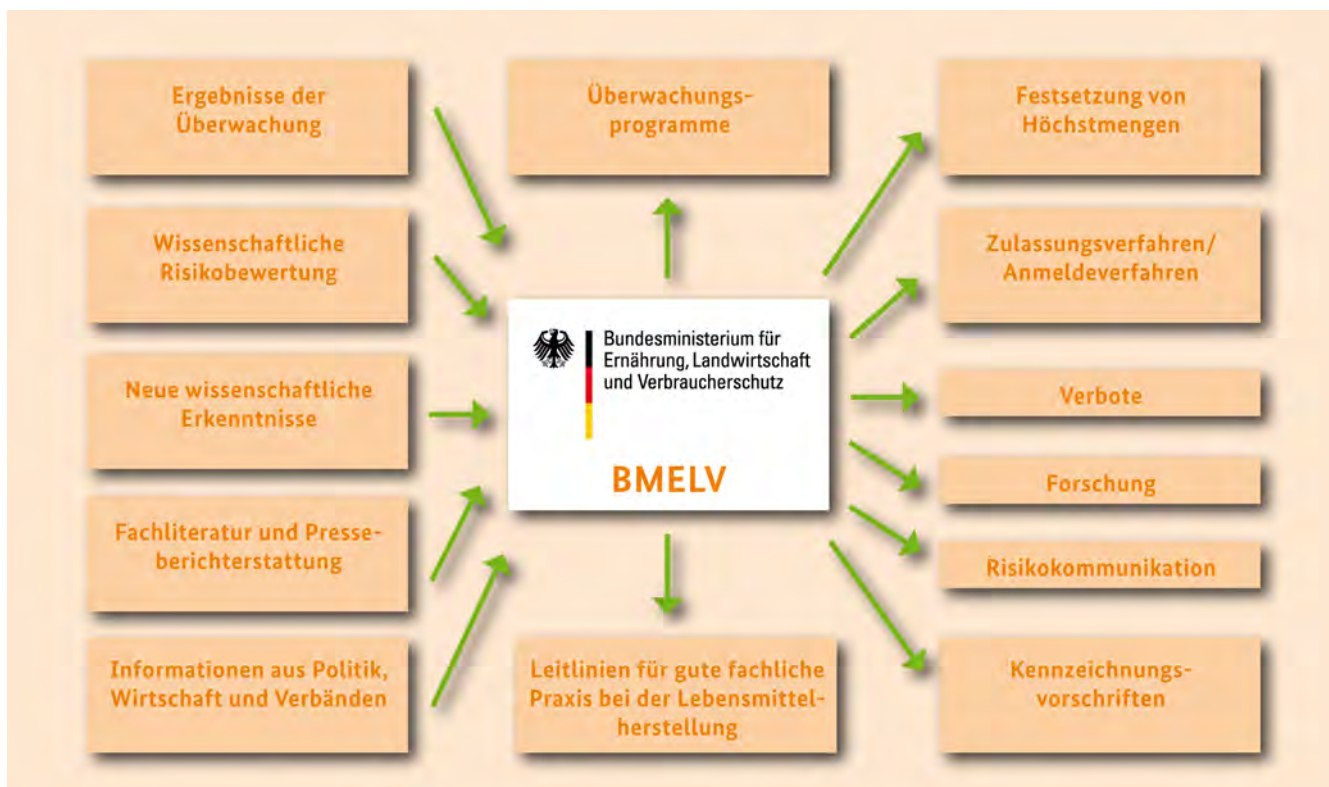 Ergebnisse der
Überwachung
Wissenschaftliche
Risikobewertung
Neue wissenschaftliche
Erkenntnisse
Fachliteratur und Presse-
berichterstattung
Informationen aus Politik,
Wirtschaft und Verbänden
Überwachungs-
programme
Bundesministerium für
Ernährung, Landwirtschaft
und Verbraucherschutz
BMELV
Leitlinien für gute fachliche
Praxis bei der Lebensmittel-
herstellung
Festsetzung von
Höchstmengen
Zulassungsverfahren/
Anmeldeverfahren
Verbote
Forschung
Risikokommunikation
Kennzeichnungs-
vorschriften